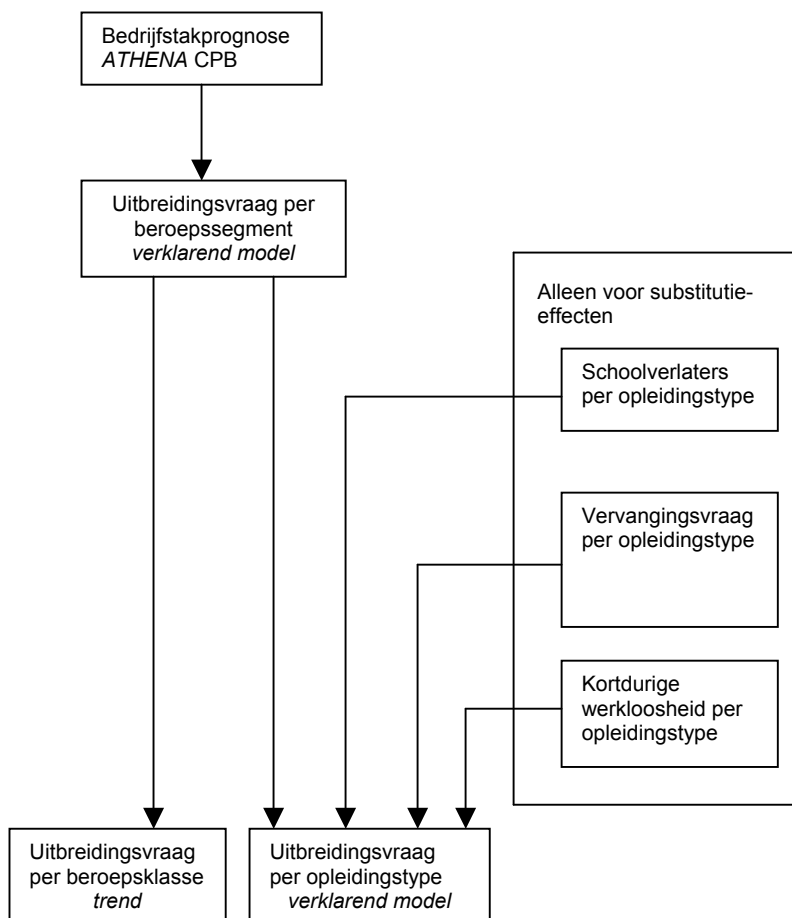 Bedrijfstakprognose
ATHENA CPB
Uitbreidingsvraag per
beroepssegment
verklarend model
Alleen voor substitutie-
effecten
Schoolverlaters
per opleidingstype
Vervangingsvraag
per opleidingstype
Kortdurige
werkloosheid per
opleidingstype
Uitbreidingsvraag
per beroepsklasse
trend
Uitbreidingsvraag
per opleidingstype
verklarend model